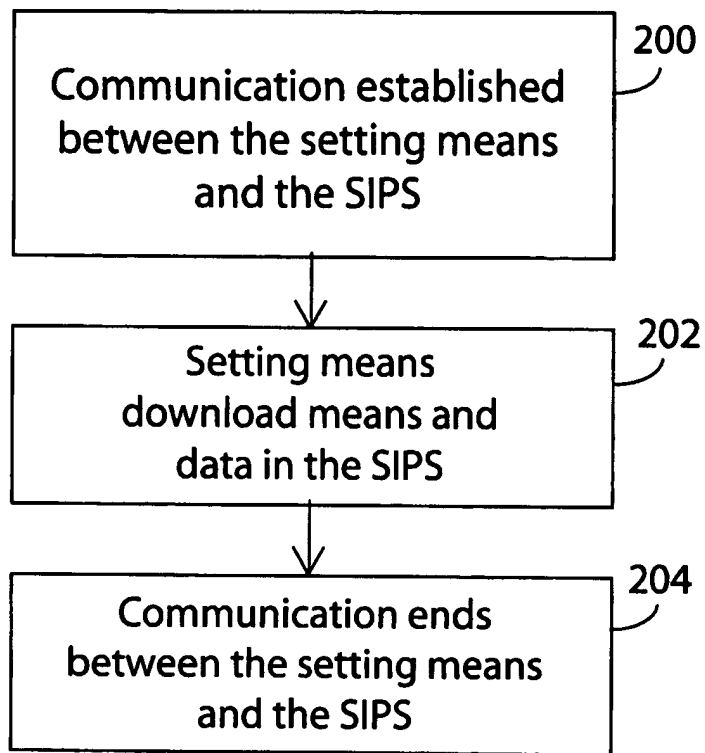 200
Communication established
between the setting means
and the SIPS
202
Setting means
download means and
data in the SIPS
204
Communication ends
between the setting means
and the SIPS